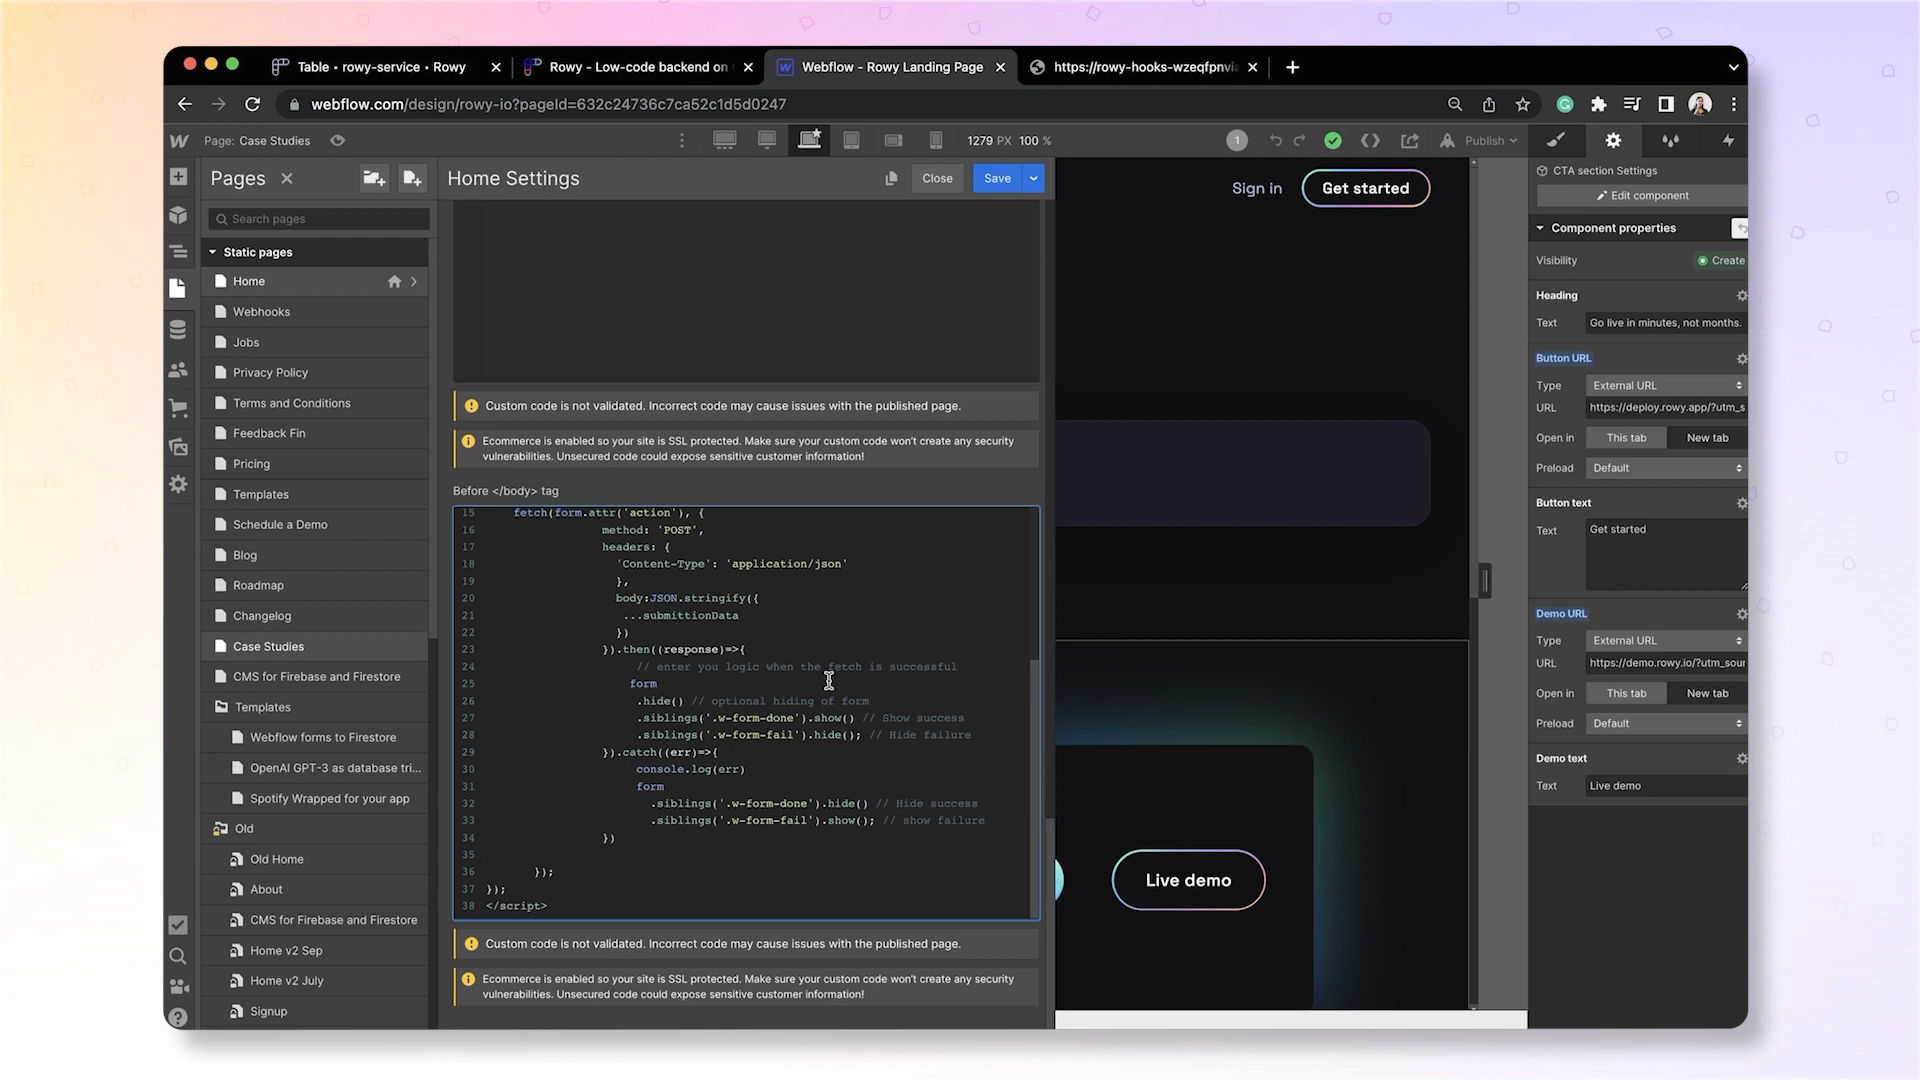 Table • rowy-service • Rowy
Rowy - Low-code backend on
Webflow - Rowy Landing Page
https://rowy-hooks-wzeqfpnvi
webflow.com/design/rowy-io?pageId=632c24736c7ca52c1d5d0247
Page: Case Studies
1279 PX 100 %
1
Publish
Pages
Search pages
Static pages
Home
Webhooks
Jobs
Privacy Policy
Terms and Conditions
Feedback Fin
Pricing
Templates
Schedule a Demo
Blog
Roadmap
Changelog
Case Studies
CMS for Firebase and Firestore
Templates
Webflow forms to Firestore
OpenAI GPT-3 as database tri...
Spotify Wrapped for your app
Old
Old Home
About
CMS for Firebase and Firestore
Home v2 Sep
Home v2 July
Signup
Home Settings
Close
Save
Custom code is not validated. Incorrect code may cause issues with the published page.
Ecommerce is enabled so your site is SSL protected. Make sure your custom code won't create any security
vulnerabilities. Unsecured code could expose sensitive customer information!
Before </body> tag
15 fetch(form.attr('action'), {
16 method: 'POST',
17 headers: {
18 'Content-Type': 'application/json'
19 },
20 body:JSON.stringify({
21 ...submittionData
22 })
23 }).then((response)=>{
24 // enter you logic when the fetch is successful
25 form
26 .hide() // optional hiding of form
27 .siblings('.w-form-done').show() // Show success
28 .siblings('.w-form-fail').hide(); // Hide failure
29 }).catch((err)=>{
30 console.log(err)
31 form
32 .siblings('.w-form-done').hide() // Hide success
33 .siblings('.w-form-fail').show(); // show failure
34 })
35
36 });
37 });
38 </script>
Custom code is not validated. Incorrect code may cause issues with the published page.
Ecommerce is enabled so your site is SSL protected. Make sure your custom code won't create any security
vulnerabilities. Unsecured code could expose sensitive customer information!
Sign in
Get started
Live demo
CTA section Settings
Edit component
Component properties
Visibility
Create
Heading
Text Go live in minutes, not months.
Button URL
Type External URL
URL https://deploy.rowy.app/?utm_s
Open in This tab New tab
Preload Default
Button text
Text Get started
Demo URL
Type External URL
URL https://demo.rowy.io/?utm_sour
Open in This tab New tab
Preload Default
Demo text
Text Live demo